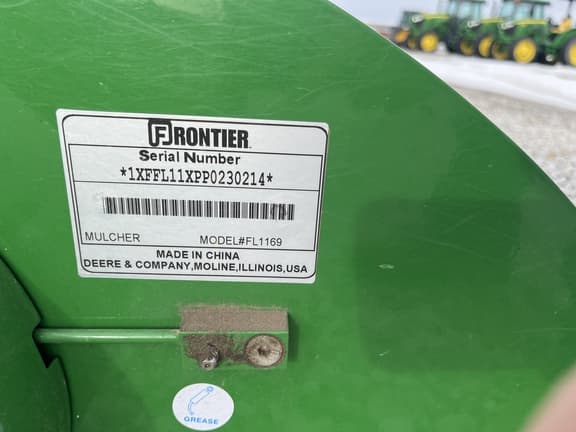 FRONTIER
Serial Number
*1XFFL11XPP0230214*
MULCHER MODEL#FL1169
MADE IN CHINA
DEERE & COMPANY,MOLINE,ILLINOIS,USA
GREASE